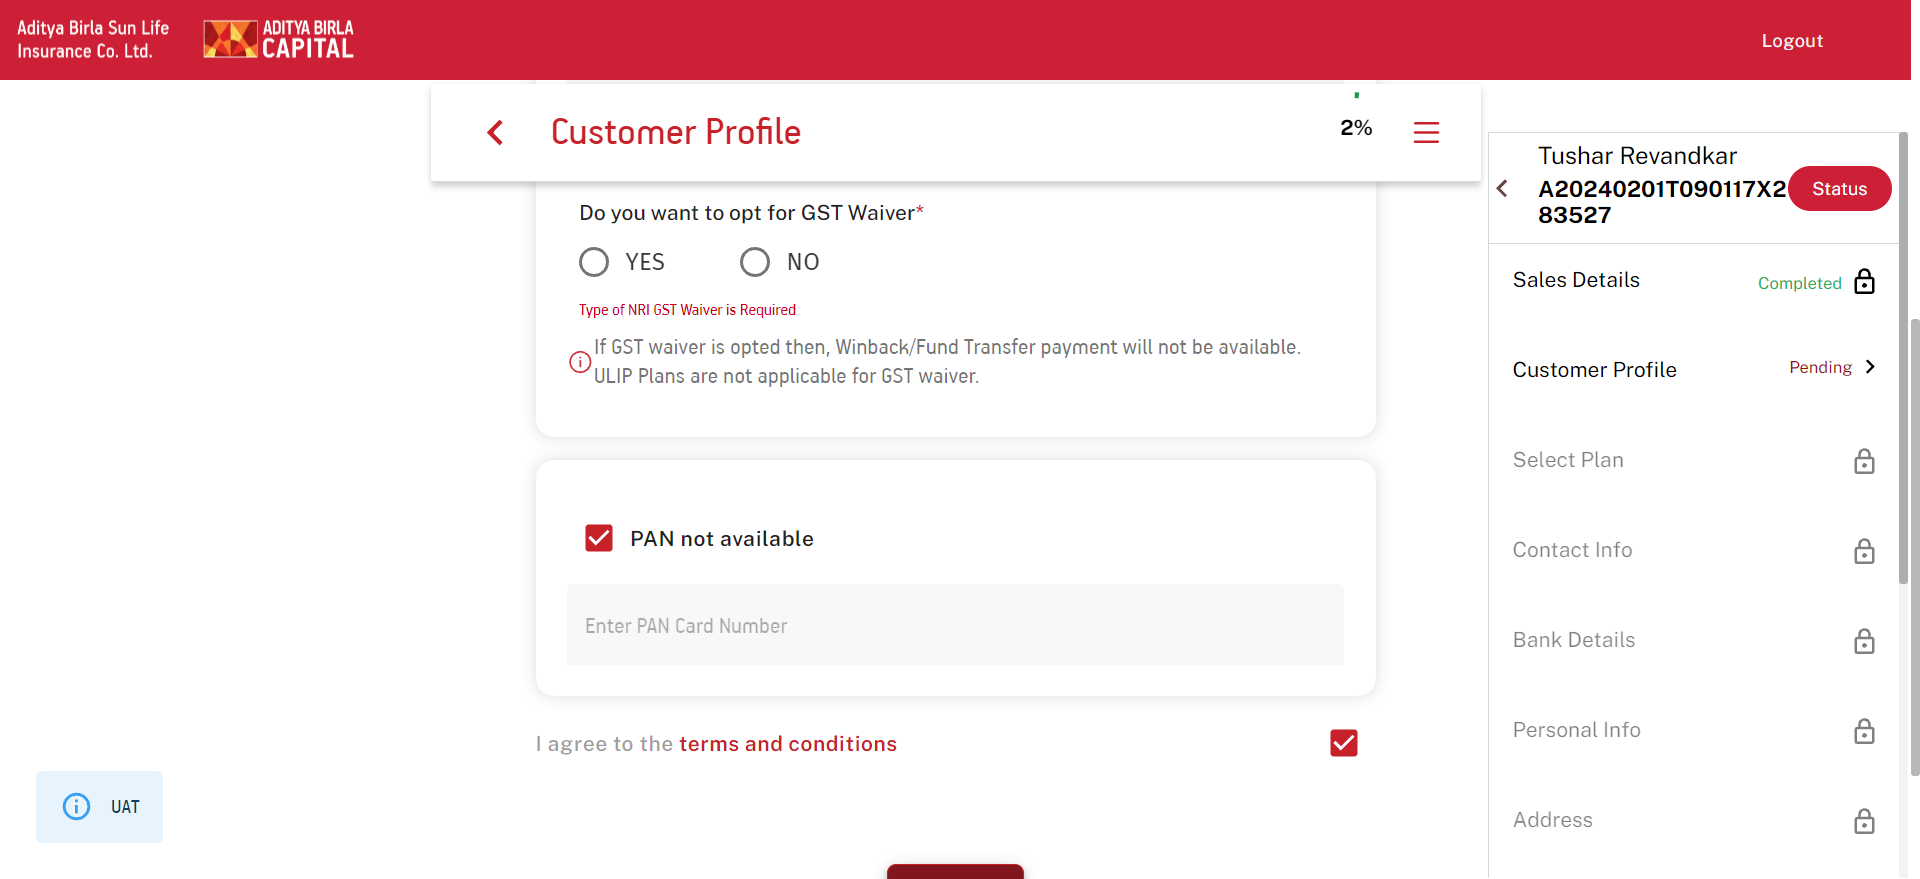 Aditya Birla Sun Life
Insurance Co. Ltd.
ADITYA BIRLA
CAPITAL
Logout
Customer Profile
2%
Do you want to opt for GST Waiver*
YES
NO
Type of NRI GST Waiver is Required
If GST waiver is opted then, Winback/Fund Transfer payment will not be available.
ULIP Plans are not applicable for GST waiver.
PAN not available
Enter PAN Card Number
I agree to the terms and conditions
UAT
Tushar Revandkar
A20240201T090117X2
83527
Status
Sales Details
Completed
Customer Profile
Pending
Select Plan
Contact Info
Bank Details
Personal Info
Address